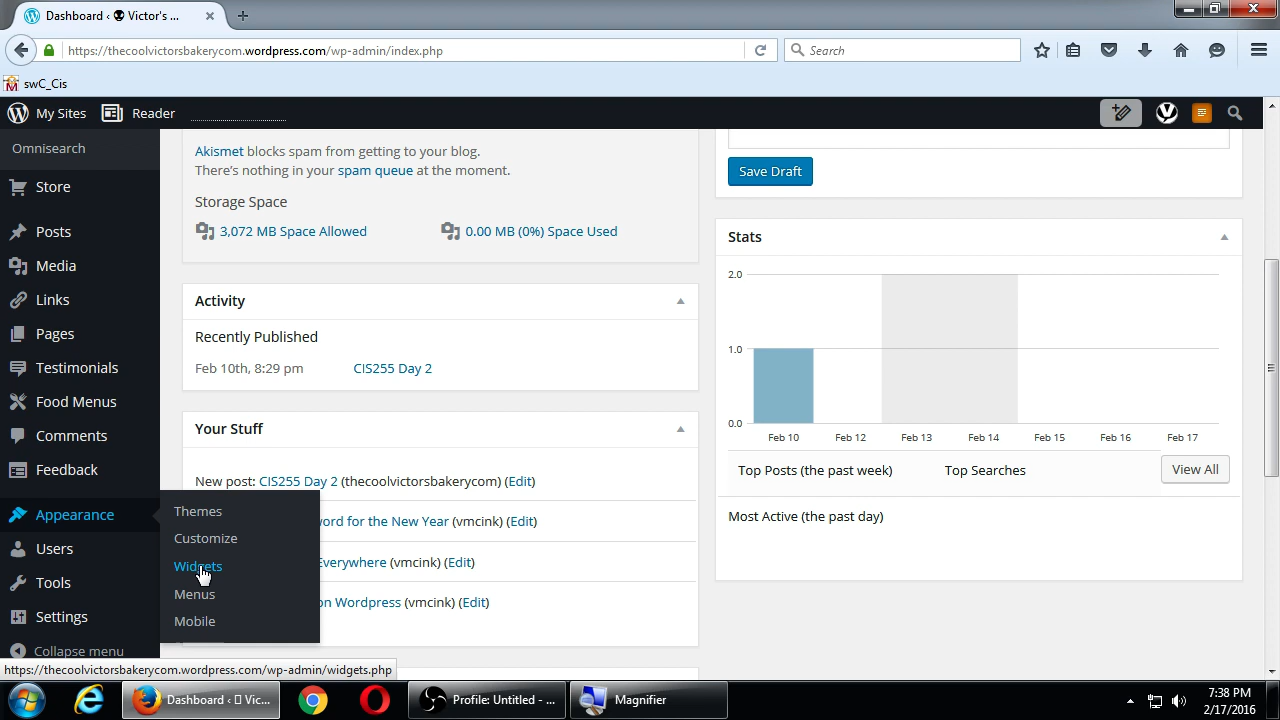 Dashboard ‹ Victor's ...
https://thecoolvictorsbakerycom.wordpress.com/wp-admin/index.php
Search
swC_Cis
My Sites
Reader
Omnisearch
Store
Posts
Media
Links
Pages
Testimonials
Food Menus
Comments
Feedback
Appearance
Users
Tools
Settings
Collapse menu
Themes
Customize
Widgets
Menus
Mobile
Akismet blocks spam from getting to your blog.
There's nothing in your spam queue at the moment.
Storage Space
3,072 MB Space Allowed
0.00 MB (0%) Space Used
Activity
Recently Published
Feb 10th, 8:29 pm CIS255 Day 2
Your Stuff
New post: CIS255 Day 2 (thecoolvictorsbakerycom) (Edit)
word for the New Year (vmcink) (Edit)
Everywhere (vmcink) (Edit)
on Wordpress (vmcink) (Edit)
Save Draft
Stats
2.0
1.0
0.0
Feb 10 Feb 12 Feb 13 Feb 14 Feb 15 Feb 16 Feb 17
Top Posts (the past week)
Top Searches
View All
Most Active (the past day)
https://thecoolvictorsbakerycom.wordpress.com/wp-admin/widgets.php
Dashboard ‹ Vic...
Profile: Untitled - ...
Magnifier
7:38 PM
2/17/2016